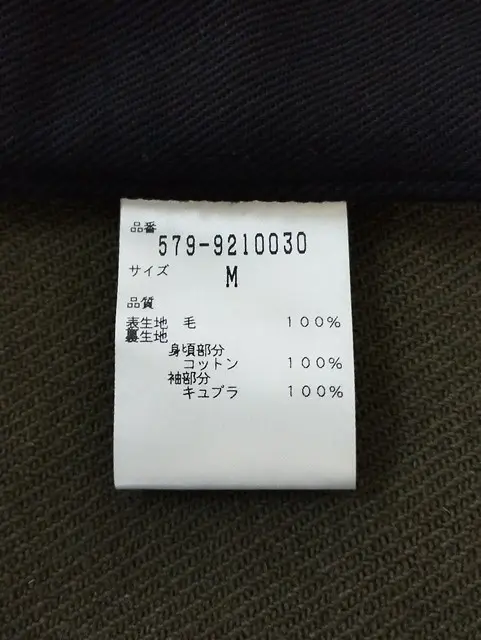 品番
579-9210030
サイズ M
品質
表生地 毛 100%
裏生地
身頃部分
コットン 100%
袖部分
キュプラ 100%